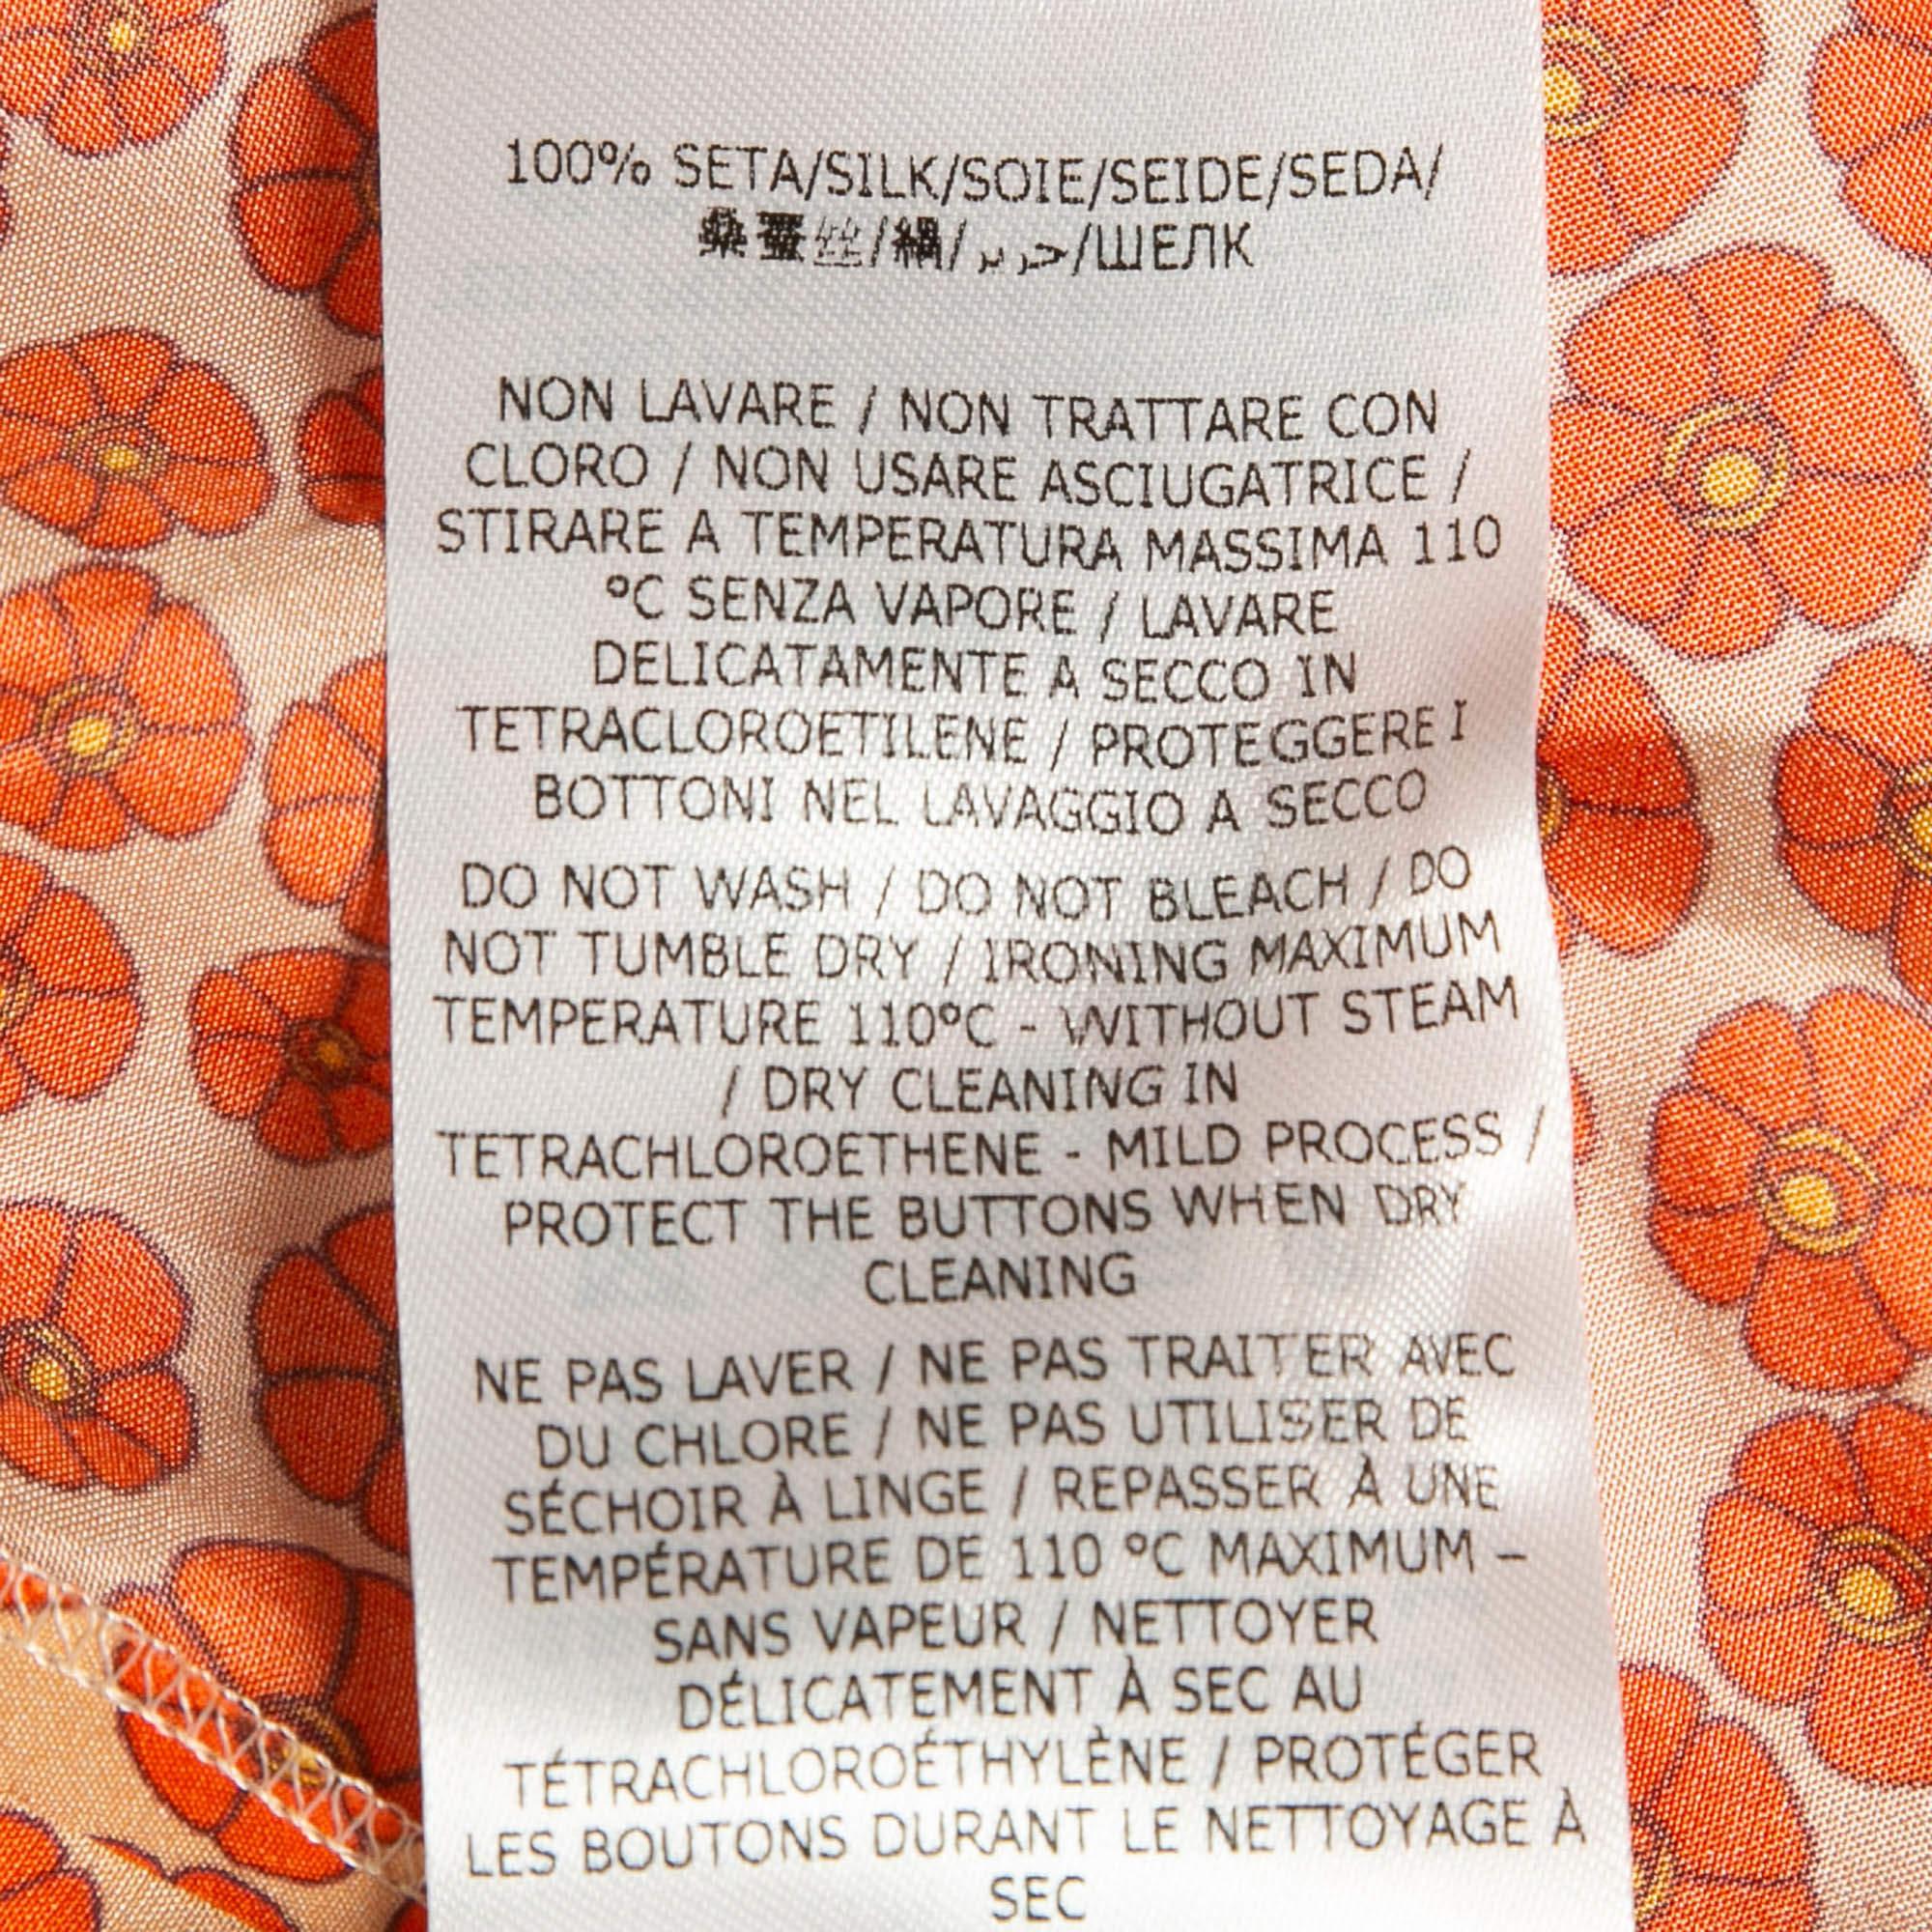 100% SETA/SILK/SOIE/SEIDE/SEDA/
桑蚕丝/絹/حرير/ШЕЛК
NON LAVARE / NON TRATTARE CON
CLORO / NON USARE ASCIUGATRICE /
STIRARE A TEMPERATURA MASSIMA 110
°C SENZA VAPORE / LAVARE
DELICATAMENTE A SECCO IN
TETRACLOROETILENE / PROTEGGERE I
BOTTONI NEL LAVAGGIO A SECCO
DO NOT WASH / DO NOT BLEACH / DO
NOT TUMBLE DRY / IRONING MAXIMUM
TEMPERATURE 110°C - WITHOUT STEAM
/ DRY CLEANING IN
TETRACHLOROETHENE - MILD PROCESS /
PROTECT THE BUTTONS WHEN DRY
CLEANING
NE PAS LAVER / NE PAS TRAITER AVEC
DU CHLORE / NE PAS UTILISER DE
SÉCHOIR À LINGE / REPASSER À UNE
TEMPÉRATURE DE 110 °C MAXIMUM –
SANS VAPEUR / NETTOYER
DÉLICATEMENT À SEC AU
TÉTRACHLOROÉTHYLÈNE / PROTÉGER
LES BOUTONS DURANT LE NETTOYAGE À
SEC